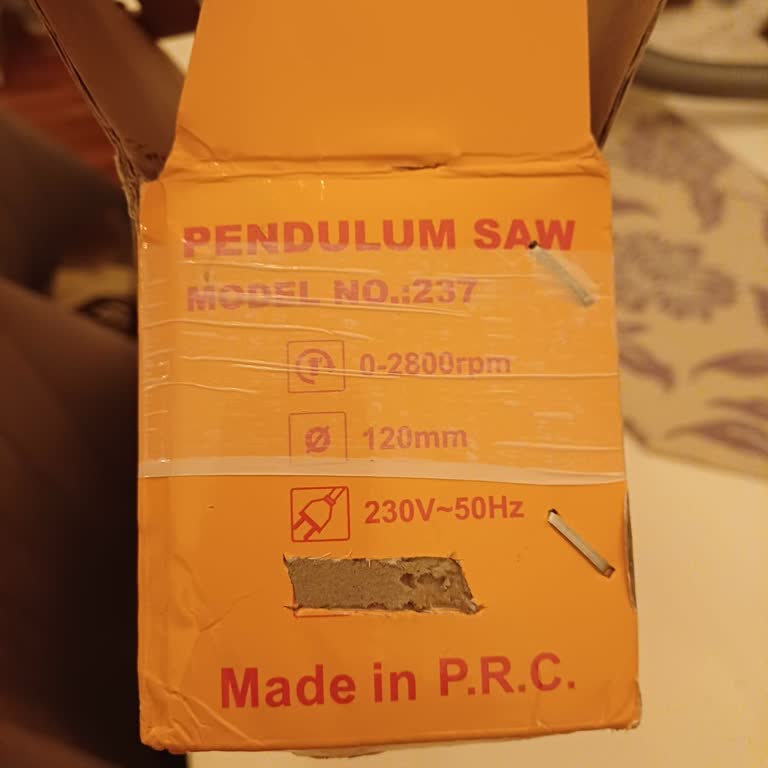 PENDULUM SAW
MODEL NO.:237
0-2800rpm
120mm
230V~50Hz
Made in P.R.C.